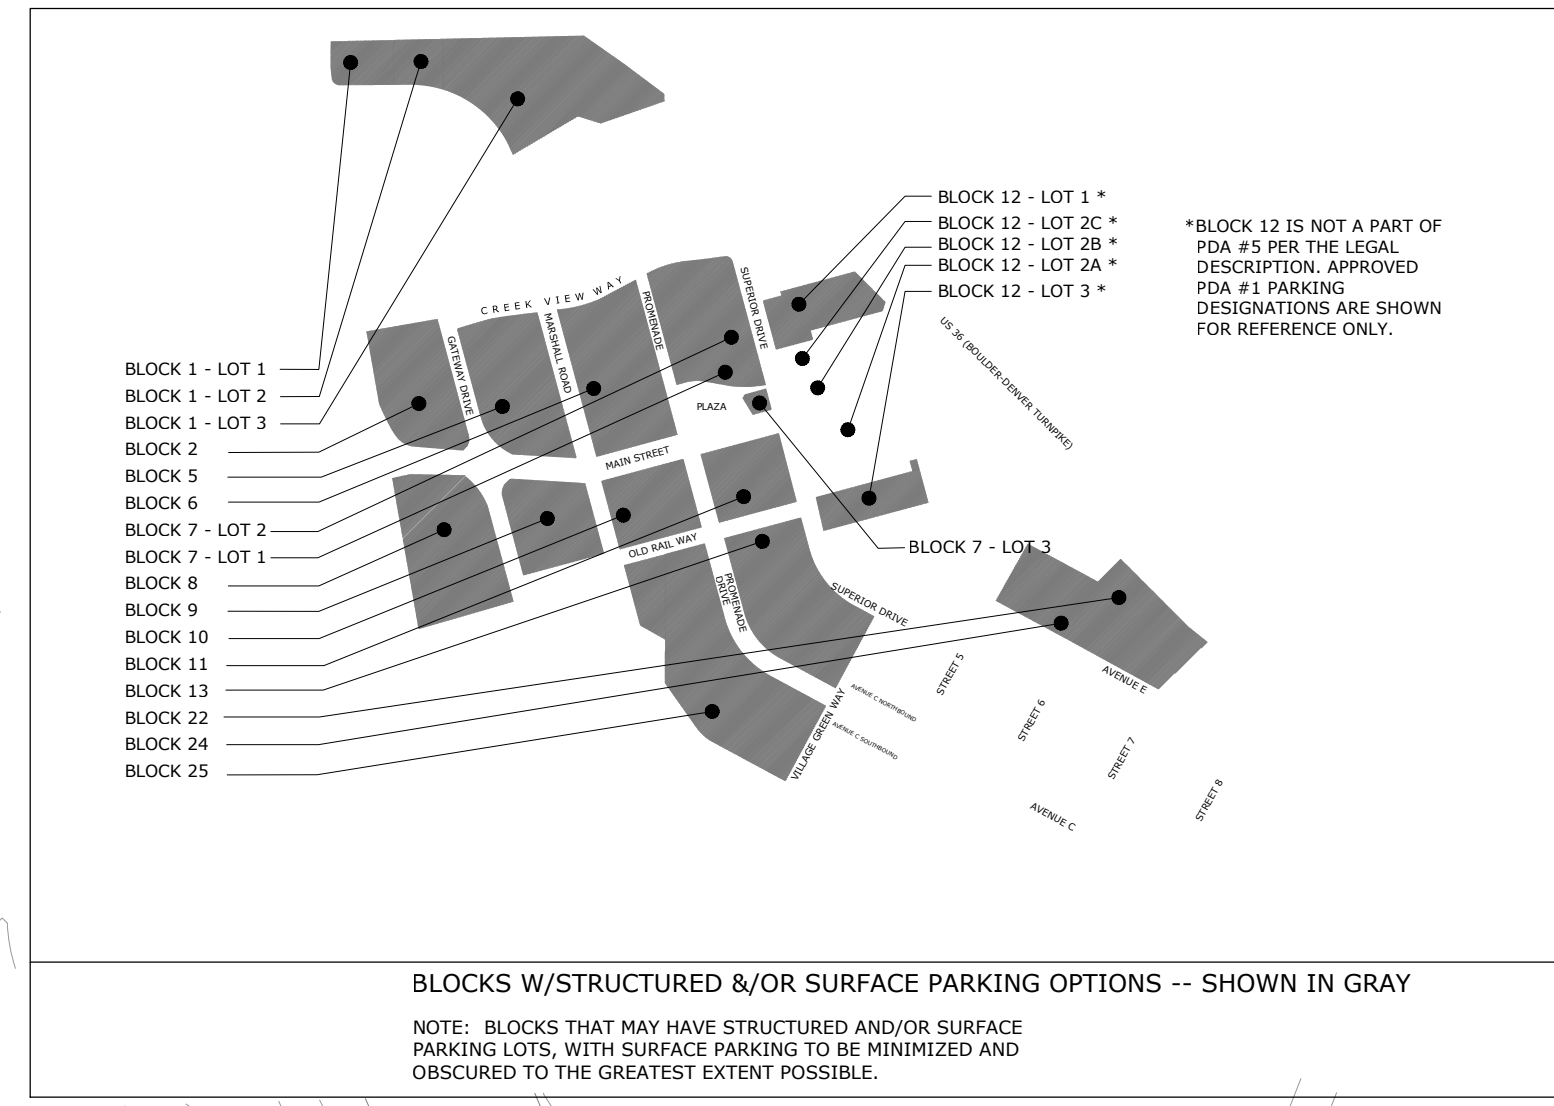 BLOCK 12 - LOT 1 *
BLOCK 12 - LOT 2C *
BLOCK 12 - LOT 2B *
BLOCK 12 - LOT 2A *
BLOCK 12 - LOT 3 *
*BLOCK 12 IS NOT A PART OF
PDA #5 PER THE LEGAL
DESCRIPTION. APPROVED
PDA #1 PARKING
DESIGNATIONS ARE SHOWN
FOR REFERENCE ONLY.
CREEK VIEW WAY
GATEWAY DRIVE
MARSHALL ROAD
PROMENADE
SUPERIOR DRIVE
US 36 (BOULDER-DENVER TURNPIKE)
BLOCK 1 - LOT 1
BLOCK 1 - LOT 2
BLOCK 1 - LOT 3
BLOCK 2
BLOCK 5
BLOCK 6
BLOCK 7 - LOT 2
BLOCK 7 - LOT 1
BLOCK 8
BLOCK 9
BLOCK 10
BLOCK 11
BLOCK 13
BLOCK 22
BLOCK 24
BLOCK 25
PLAZA
MAIN STREET
OLD RAIL WAY
BLOCK 7 - LOT 3
PROMENADE
DRIVE
SUPERIOR DRIVE
VILLAGE GREEN WAY
AVENUE C NORTHBOUND
AVENUE C SOUTHBOUND
STREET 5
STREET 6
AVENUE E
STREET 7
STREET 8
AVENUE C
BLOCKS W/STRUCTURED &/OR SURFACE PARKING OPTIONS -- SHOWN IN GRAY
NOTE: BLOCKS THAT MAY HAVE STRUCTURED AND/OR SURFACE
PARKING LOTS, WITH SURFACE PARKING TO BE MINIMIZED AND
OBSCURED TO THE GREATEST EXTENT POSSIBLE.